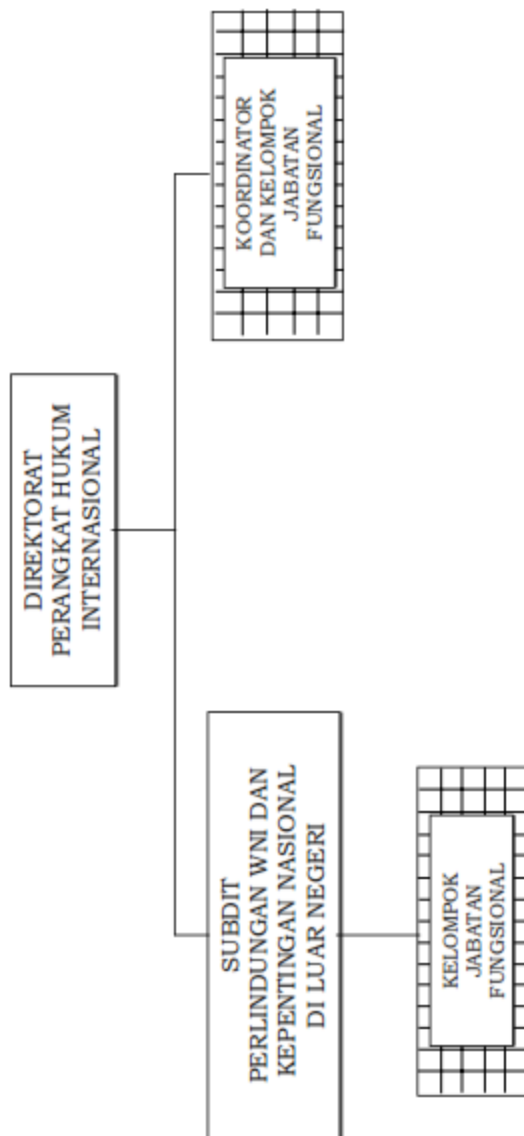 DIREKTORAT
PERANGKAT HUKUM
INTERNASIONAL
SUBDIT
PERLINDUNGAN WNI DAN
KEPENTINGAN NASIONAL
DI LUAR NEGERI
KOORDINATOR
DAN KELOMPOK
JABATAN
FUNGSIONAL
KELOMPOK
JABATAN
FUNGSIONAL